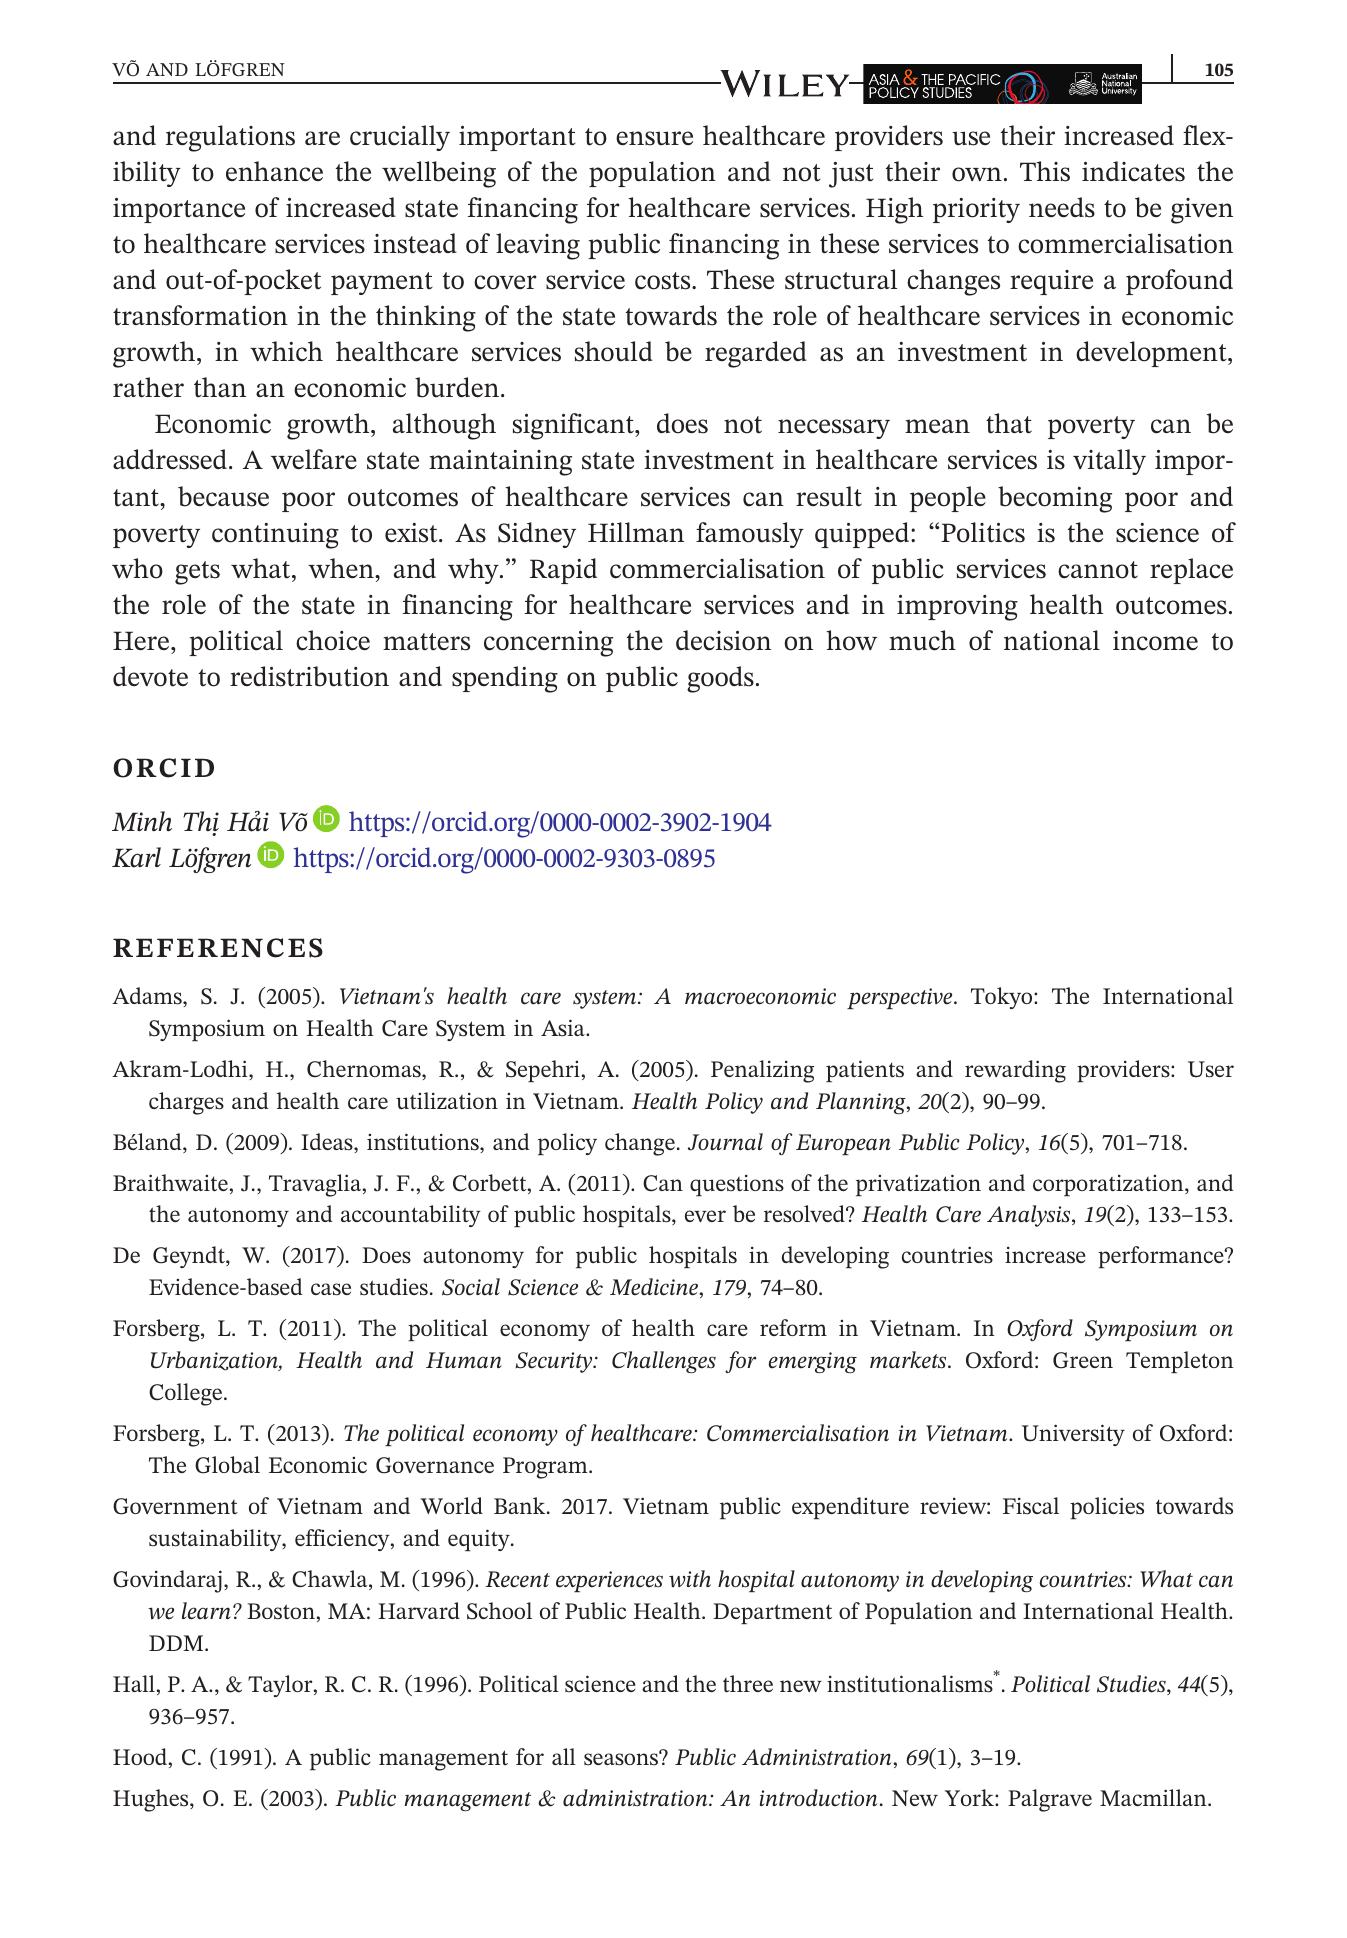 VÕ AND LÖFGREN
WILEY
ASIA & THE PACIFIC
POLICY STUDIES
Australian
National
University
105
and regulations are crucially important to ensure healthcare providers use their increased flex-
ibility to enhance the wellbeing of the population and not just their own. This indicates the
importance of increased state financing for healthcare services. High priority needs to be given
to healthcare services instead of leaving public financing in these services to commercialisation
and out-of-pocket payment to cover service costs. These structural changes require a profound
transformation in the thinking of the state towards the role of healthcare services in economic
growth, in which healthcare services should be regarded as an investment in development,
rather than an economic burden.
Economic growth, although significant, does not necessary mean that poverty can be
addressed. A welfare state maintaining state investment in healthcare services is vitally impor-
tant, because poor outcomes of healthcare services can result in people becoming poor and
poverty continuing to exist. As Sidney Hillman famously quipped: “Politics is the science of
who gets what, when, and why.” Rapid commercialisation of public services cannot replace
the role of the state in financing for healthcare services and in improving health outcomes.
Here, political choice matters concerning the decision on how much of national income to
devote to redistribution and spending on public goods.
ORCID
Minh Thị Hải Võ iD https://orcid.org/0000-0002-3902-1904
Karl Löfgren iD https://orcid.org/0000-0002-9303-0895
REFERENCES
Adams, S. J. (2005). Vietnam's health care system: A macroeconomic perspective. Tokyo: The International
Symposium on Health Care System in Asia.
Akram-Lodhi, H., Chernomas, R., & Sepehri, A. (2005). Penalizing patients and rewarding providers: User
charges and health care utilization in Vietnam. Health Policy and Planning, 20(2), 90–99.
Béland, D. (2009). Ideas, institutions, and policy change. Journal of European Public Policy, 16(5), 701–718.
Braithwaite, J., Travaglia, J. F., & Corbett, A. (2011). Can questions of the privatization and corporatization, and
the autonomy and accountability of public hospitals, ever be resolved? Health Care Analysis, 19(2), 133–153.
De Geyndt, W. (2017). Does autonomy for public hospitals in developing countries increase performance?
Evidence-based case studies. Social Science & Medicine, 179, 74–80.
Forsberg, L. T. (2011). The political economy of health care reform in Vietnam. In Oxford Symposium on
Urbanization, Health and Human Security: Challenges for emerging markets. Oxford: Green Templeton
College.
Forsberg, L. T. (2013). The political economy of healthcare: Commercialisation in Vietnam. University of Oxford:
The Global Economic Governance Program.
Government of Vietnam and World Bank. 2017. Vietnam public expenditure review: Fiscal policies towards
sustainability, efficiency, and equity.
Govindaraj, R., & Chawla, M. (1996). Recent experiences with hospital autonomy in developing countries: What can
we learn? Boston, MA: Harvard School of Public Health. Department of Population and International Health.
DDM.
Hall, P. A., & Taylor, R. C. R. (1996). Political science and the three new institutionalisms*. Political Studies, 44(5),
936–957.
Hood, C. (1991). A public management for all seasons? Public Administration, 69(1), 3–19.
Hughes, O. E. (2003). Public management & administration: An introduction. New York: Palgrave Macmillan.